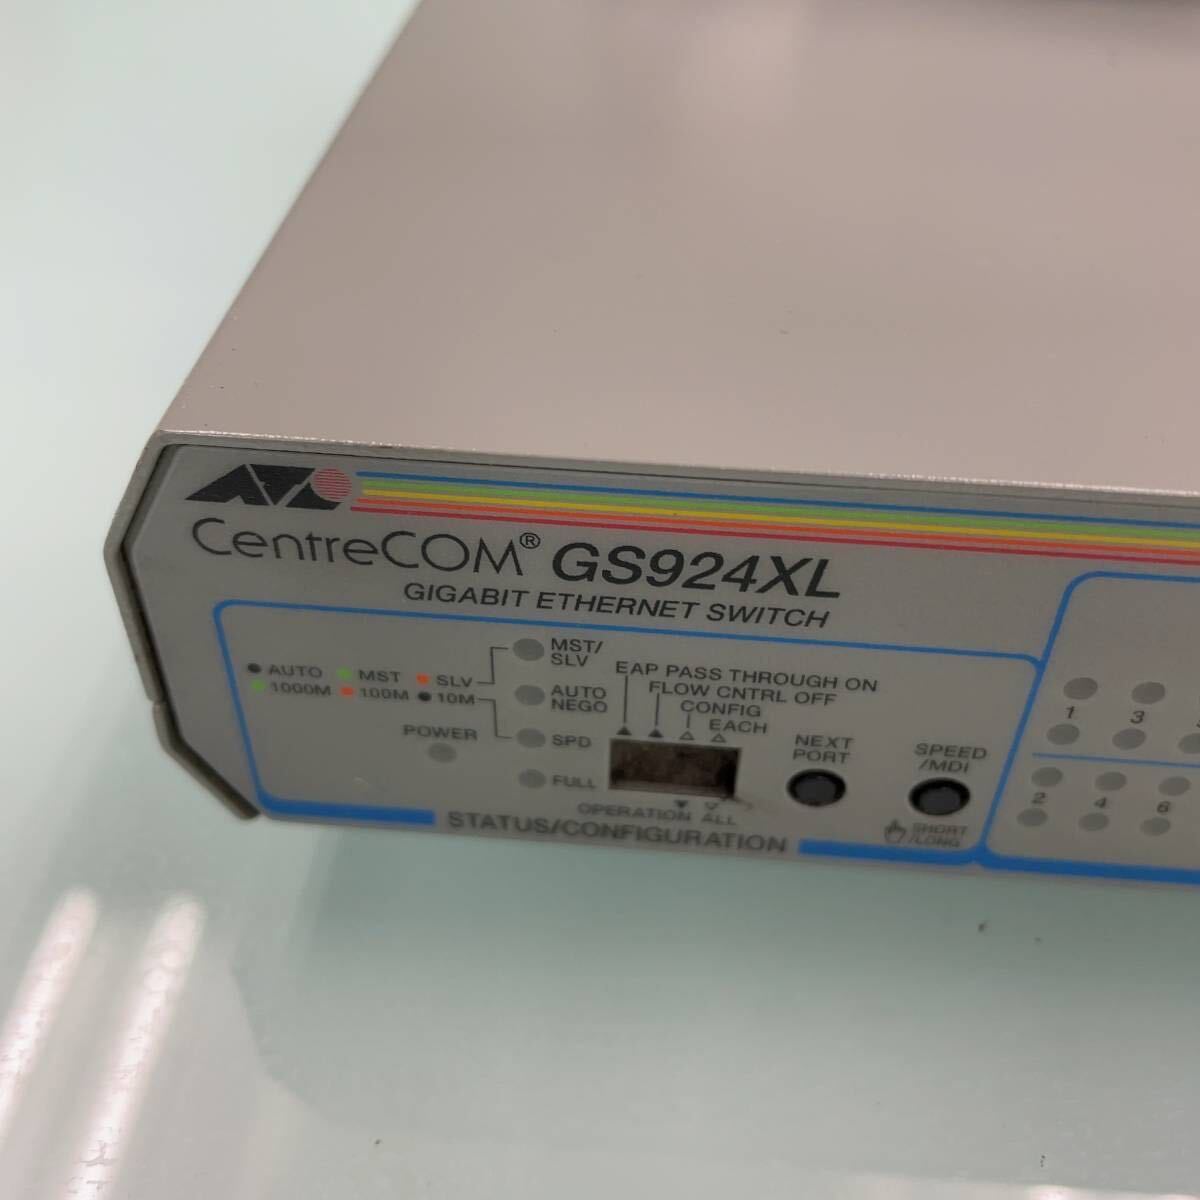 CentreCOM® GS924XL
GIGABIT ETHERNET SWITCH
AUTO MST SLV
1000M 100M 10M
POWER
MST/
SLV
AUTO
NEGO
SPD
FULL
EAP PASS THROUGH ON
FLOW CNTRL OFF
CONFIG
EACH
OPERATION ALL
NEXT
PORT
SPEED
/MDI
SHORT
/LONG
STATUS/CONFIGURATION
1 3
2 4 6